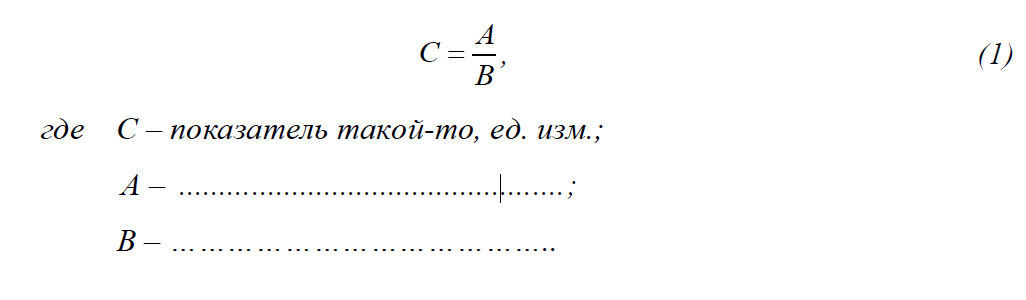 C = A/B, (1)
где C – показатель такой-то, ед. изм.;
A – ................................................;
B – ……………………………………..